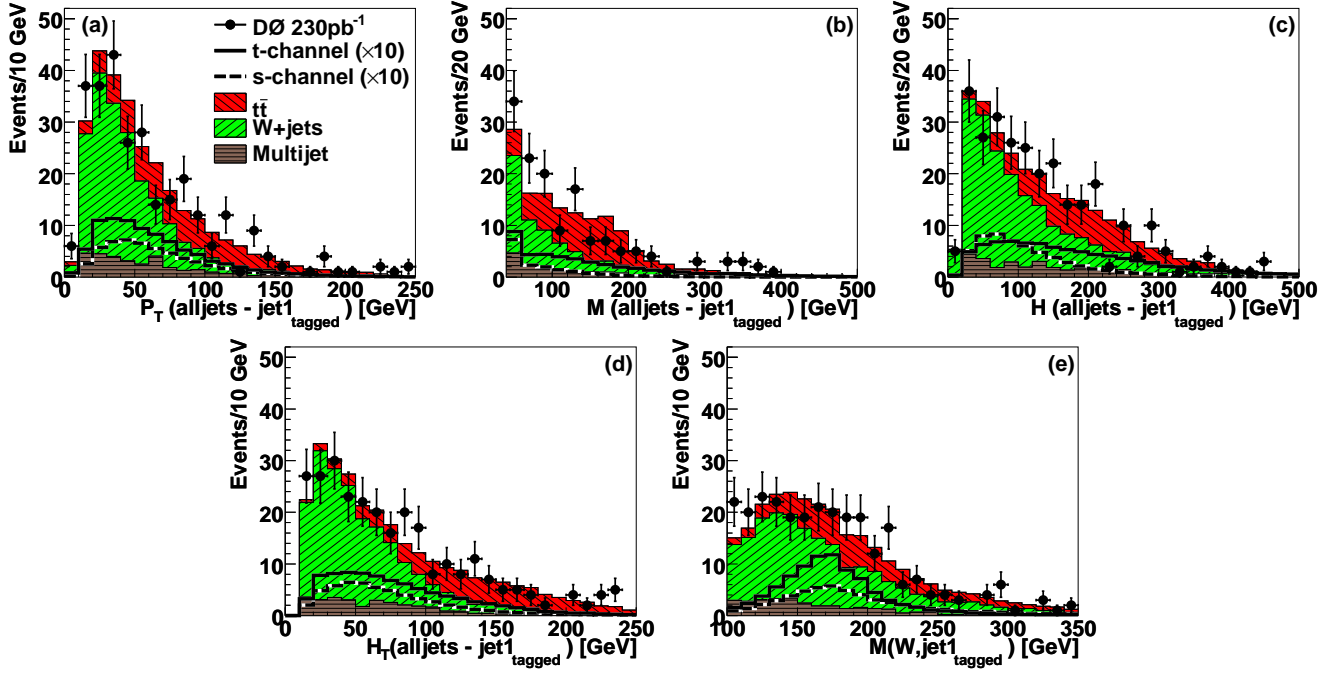 (a)
DØ 230pb⁻¹
t-channel (×10)
s-channel (×10)
tt̄
W+jets
Multijet
Events/10 GeV
50
40
30
20
10
0
0 50 100 150 200 250
P_T (alljets - jet1_tagged) [GeV]
(b)
Events/20 GeV
50
40
30
20
10
0
100 200 300 400 500
M (alljets - jet1_tagged) [GeV]
(c)
Events/20 GeV
50
40
30
20
10
0
0 100 200 300 400 500
H (alljets - jet1_tagged) [GeV]
(d)
Events/10 GeV
50
40
30
20
10
0
0 50 100 150 200 250
H_T(alljets - jet1_tagged) [GeV]
(e)
Events/10 GeV
50
40
30
20
10
0
100 150 200 250 300 350
M(W,jet1_tagged) [GeV]